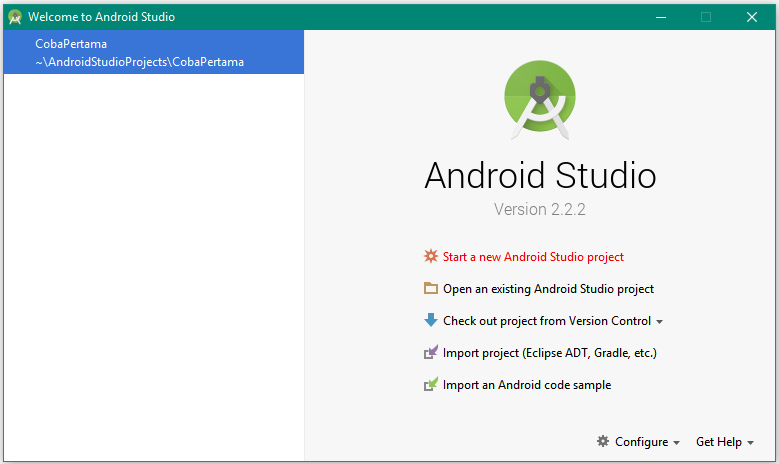 Welcome to Android Studio
CobaPertama
~\AndroidStudioProjects\CobaPertama
Android Studio
Version 2.2.2
Start a new Android Studio project
Open an existing Android Studio project
Check out project from Version Control
Import project (Eclipse ADT, Gradle, etc.)
Import an Android code sample
Configure
Get Help